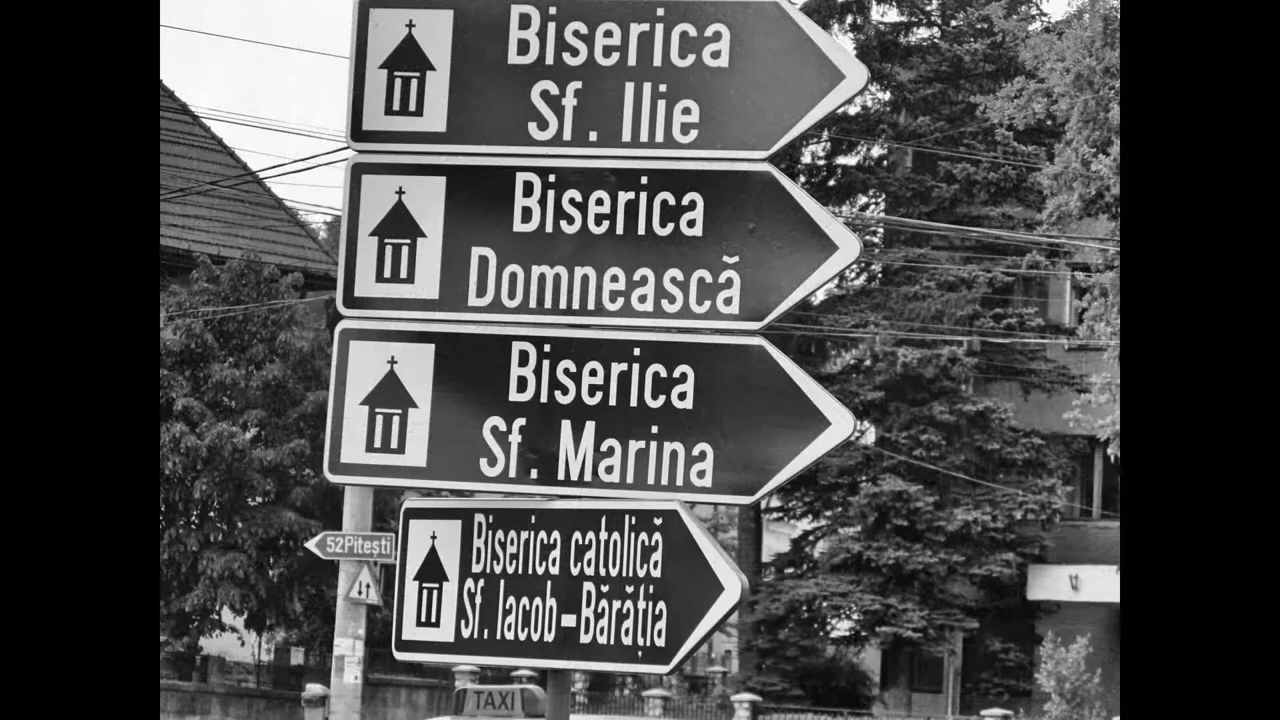 Biserica
Sf. Ilie
Biserica
Domnească
Biserica
Sf. Marina
Biserica catolică
Sf. Iacob-Bărăția
52Pitești
TAXI